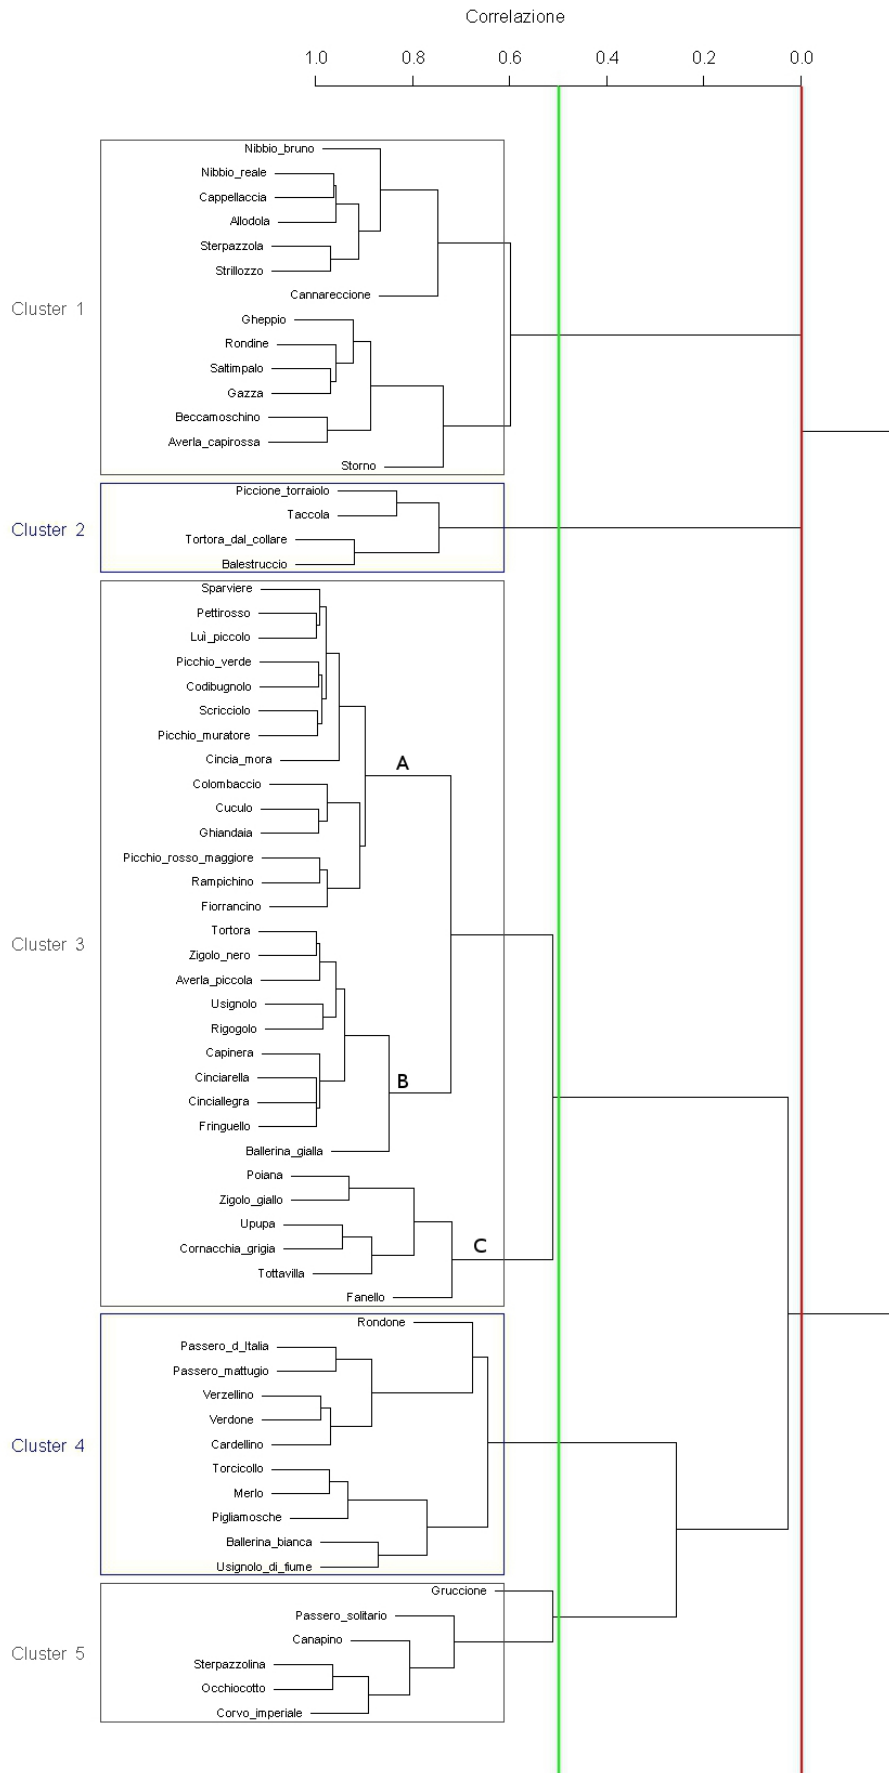 Correlazione
1.0 0.8 0.6 0.4 0.2 0.0
Nibbio_bruno
Nibbio_reale
Cappellaccia
Allodola
Sterpazzola
Strillozzo
Cannareccione
Cluster 1
Gheppio
Rondine
Saltimpalo
Gazza
Beccamoschino
Averla_capirossa
Storno
Piccione_torraiolo
Taccola
Cluster 2
Tortora_dal_collare
Balestruccio
Sparviere
Pettirosso
Luì_piccolo
Picchio_verde
Codibugnolo
Scricciolo
Picchio_muratore
Cincia_mora
A
Colombaccio
Cuculo
Ghiandaia
Picchio_rosso_maggiore
Rampichino
Fiorrancino
Tortora
Cluster 3
Zigolo_nero
Averla_piccola
Usignolo
Rigogolo
Capinera
Cinciarella
B
Cinciallegra
Fringuello
Ballerina_gialla
Poiana
Zigolo_giallo
Upupa
Cornacchia_grigia
C
Tottavilla
Fanello
Rondone
Passero_d_Italia
Passero_mattugio
Verzellino
Verdone
Cardellino
Cluster 4
Torcicollo
Merlo
Pigliamosche
Ballerina_bianca
Usignolo_di_fiume
Gruccione
Passero_solitario
Canapino
Cluster 5
Sterpazzolina
Occhiocotto
Corvo_imperiale